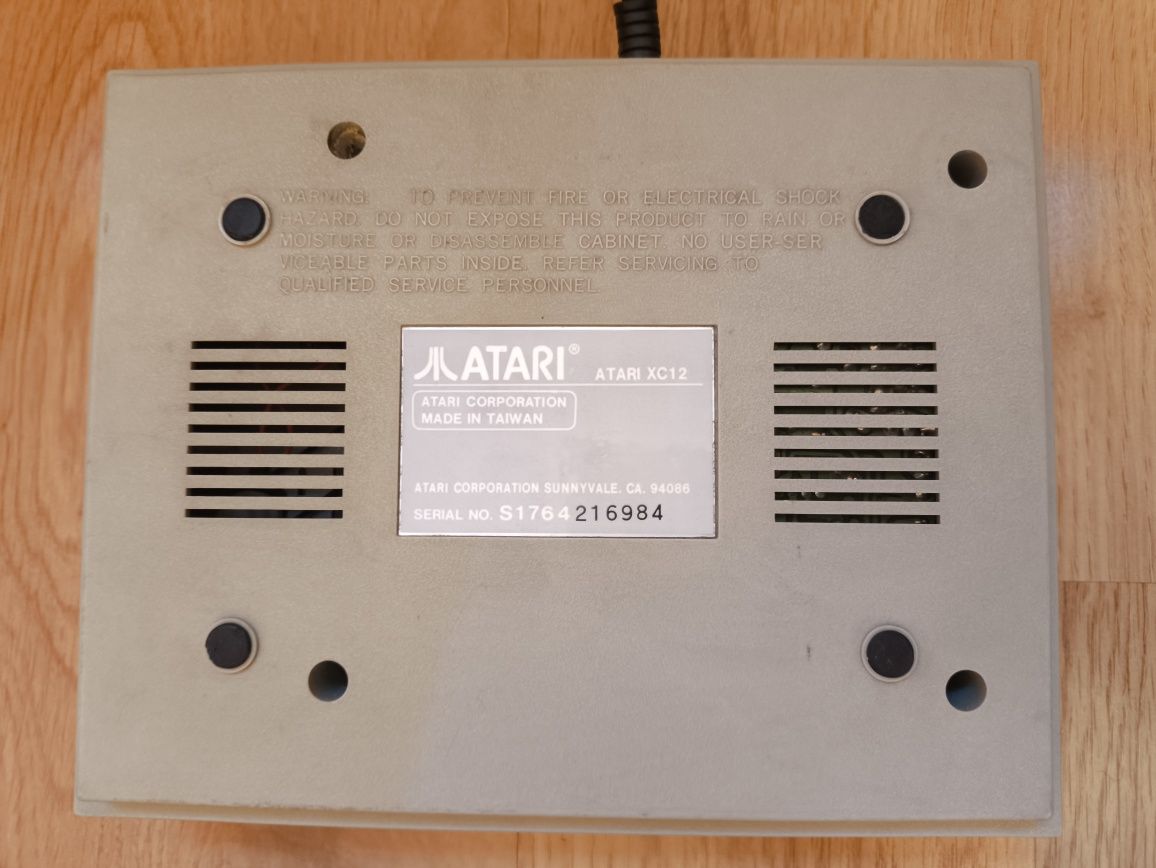 WARNING: TO PREVENT FIRE OR ELECTRICAL SHOCK
HAZARD. DO NOT EXPOSE THIS PRODUCT TO RAIN OR
MOISTURE OR DISASSEMBLE CABINET. NO USER-SER
VICEABLE PARTS INSIDE. REFER SERVICING TO
QUALIFIED SERVICE PERSONNEL.
ATARI® ATARI XC12
ATARI CORPORATION
MADE IN TAIWAN
ATARI CORPORATION SUNNYVALE. CA. 94086
SERIAL NO. S1764 216984